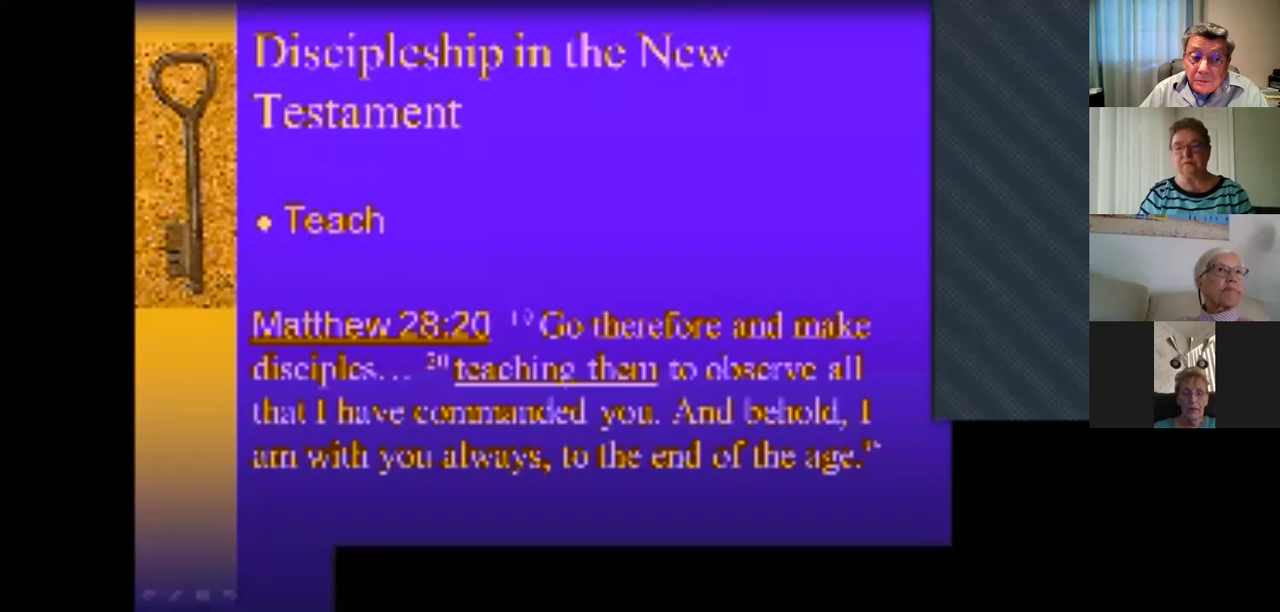 Discipleship in the New
Testament
• Teach
Matthew 28:20 19 Go therefore and make
disciples… 20 teaching them to observe all
that I have commanded you. And behold, I
am with you always, to the end of the age.”